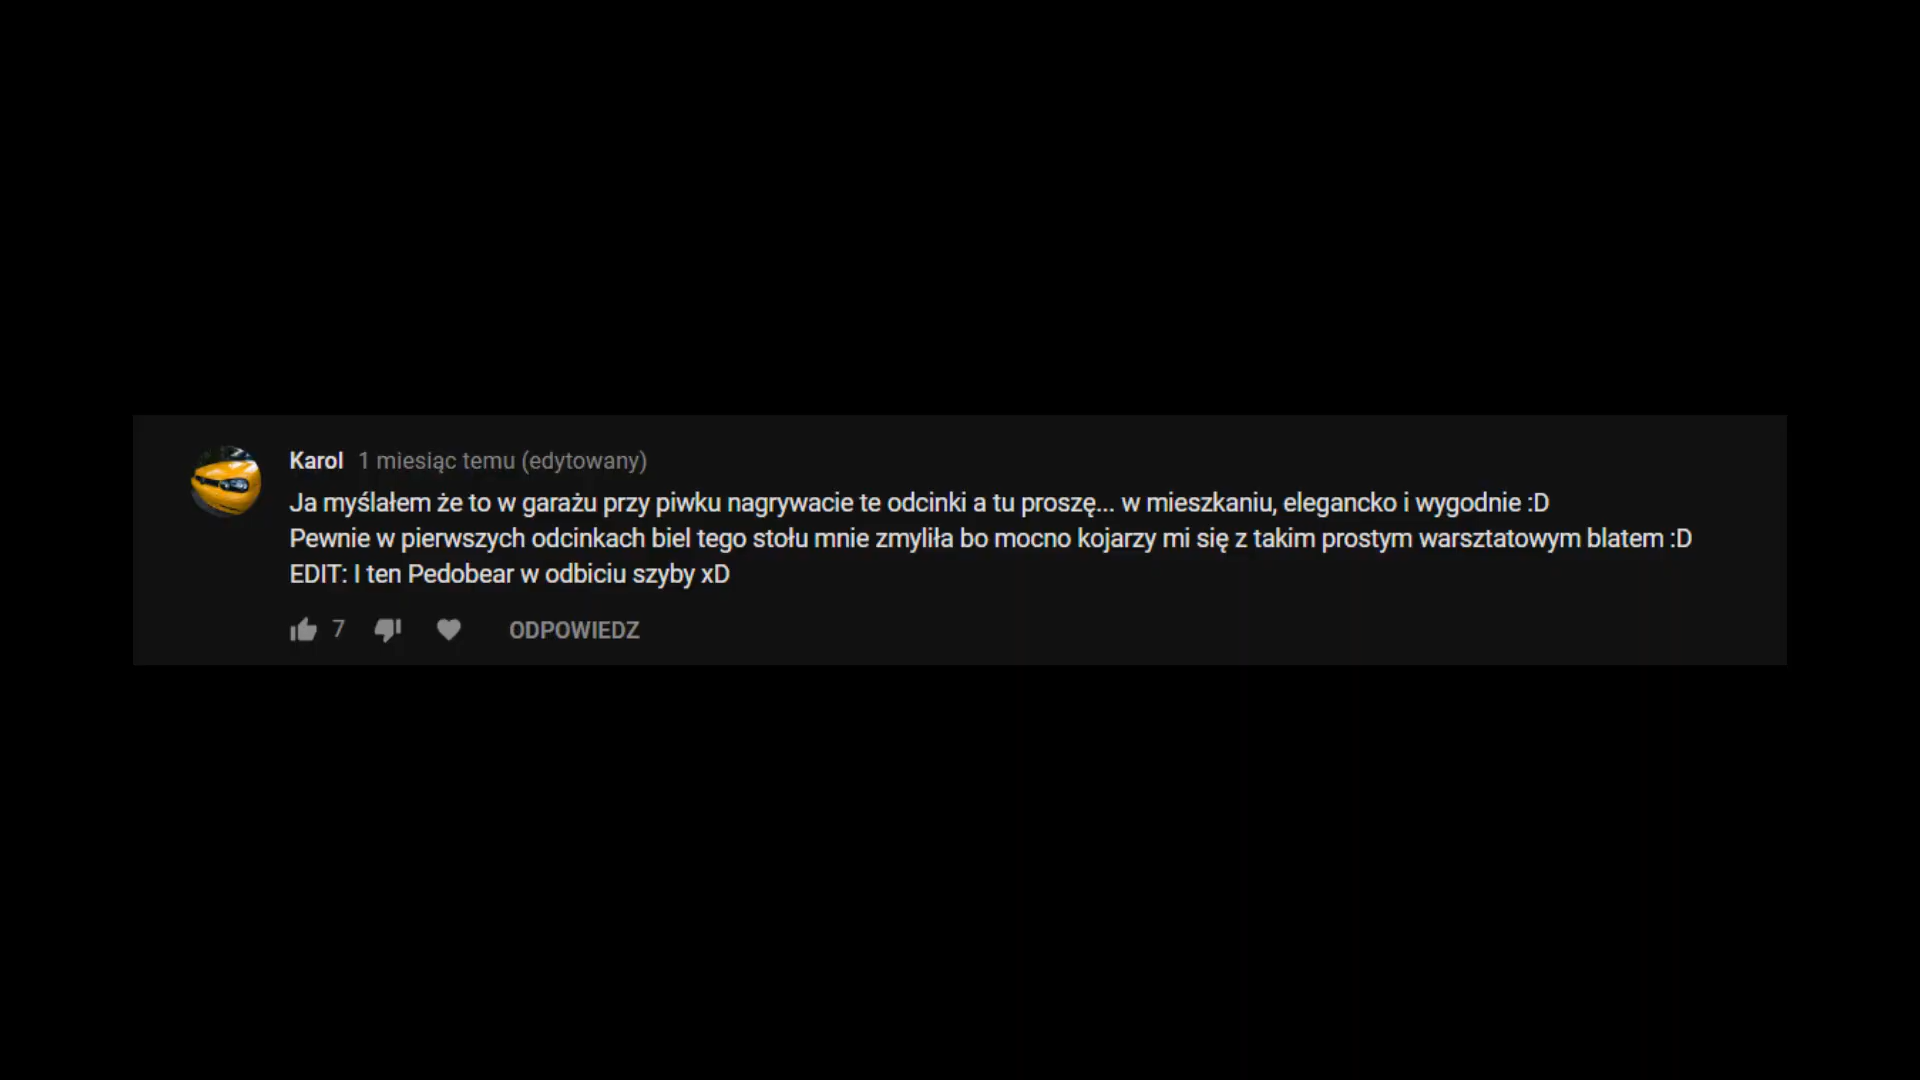 Karol 1 miesiąc temu (edytowany)
Ja myślałem że to w garażu przy piwku nagrywacie te odcinki a tu proszę... w mieszkaniu, elegancko i wygodnie :D
Pewnie w pierwszych odcinkach biel tego stołu mnie zmyliła bo mocno kojarzy mi się z takim prostym warsztatowym blatem :D
EDIT: I ten Pedobear w odbiciu szyby xD
7 ODPOWIEDZ